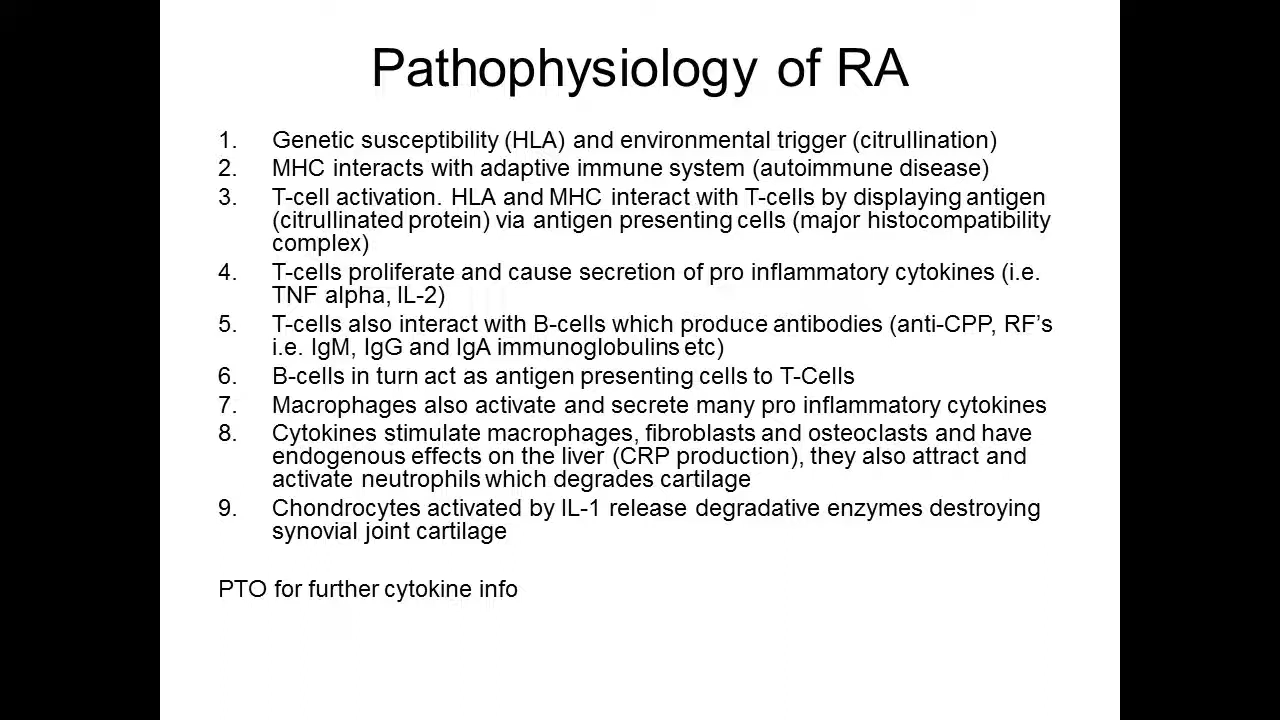 Pathophysiology of RA
1. Genetic susceptibility (HLA) and environmental trigger (citrullination)
2. MHC interacts with adaptive immune system (autoimmune disease)
3. T-cell activation. HLA and MHC interact with T-cells by displaying antigen
(citrullinated protein) via antigen presenting cells (major histocompatibility
complex)
4. T-cells proliferate and cause secretion of pro inflammatory cytokines (i.e.
TNF alpha, IL-2)
5. T-cells also interact with B-cells which produce antibodies (anti-CPP, RF's
i.e. IgM, IgG and IgA immunoglobulins etc)
6. B-cells in turn act as antigen presenting cells to T-Cells
7. Macrophages also activate and secrete many pro inflammatory cytokines
8. Cytokines stimulate macrophages, fibroblasts and osteoclasts and have
endogenous effects on the liver (CRP production), they also attract and
activate neutrophils which degrades cartilage
9. Chondrocytes activated by IL-1 release degradative enzymes destroying
synovial joint cartilage
PTO for further cytokine info